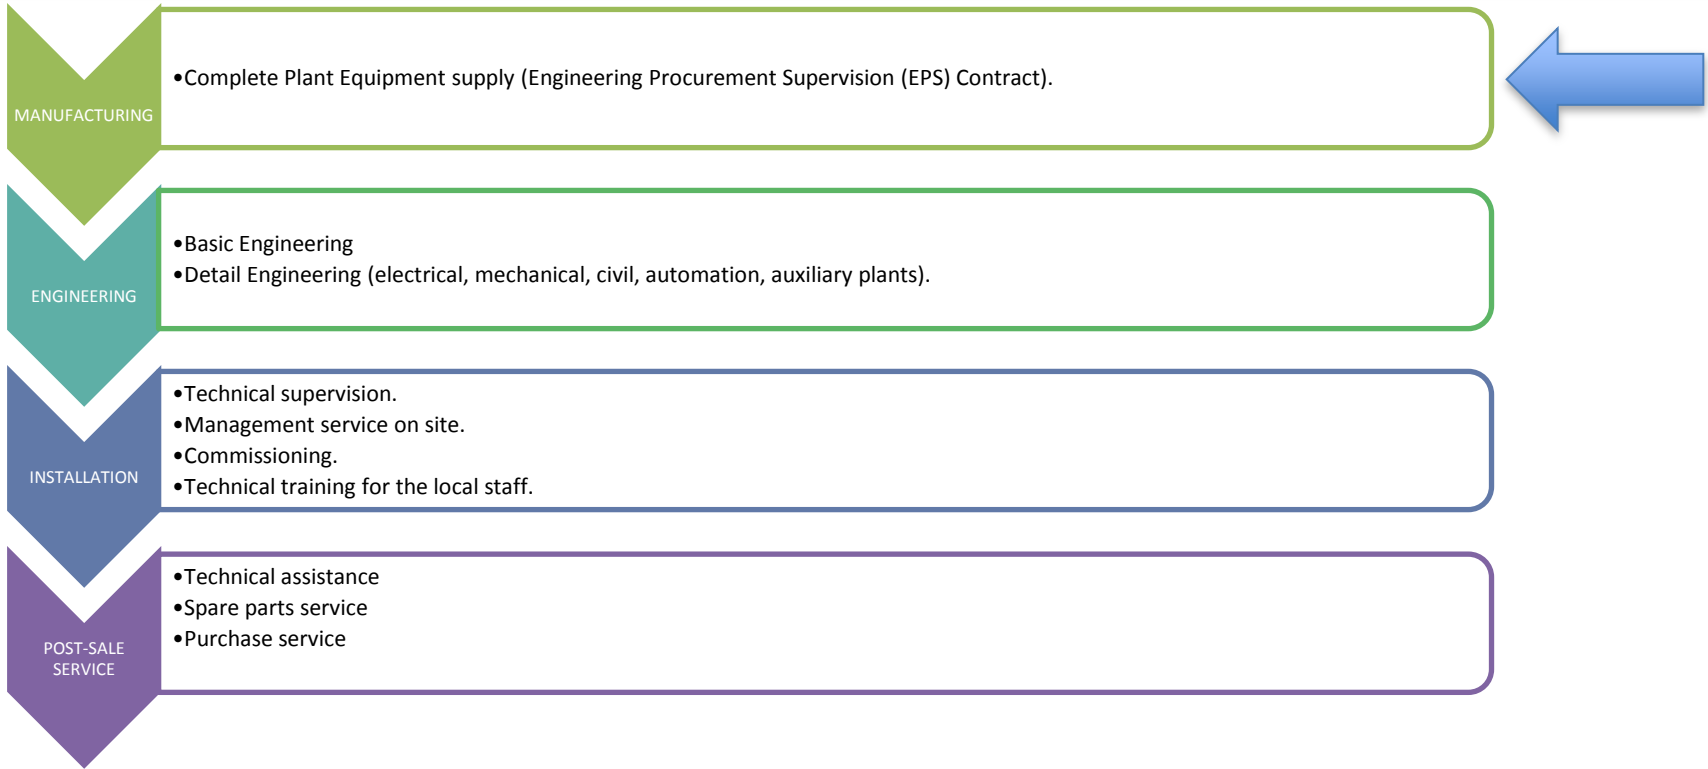 MANUFACTURING
•Complete Plant Equipment supply (Engineering Procurement Supervision (EPS) Contract).
ENGINEERING
•Basic Engineering
•Detail Engineering (electrical, mechanical, civil, automation, auxiliary plants).
INSTALLATION
•Technical supervision.
•Management service on site.
•Commissioning.
•Technical training for the local staff.
POST-SALE
SERVICE
•Technical assistance
•Spare parts service
•Purchase service